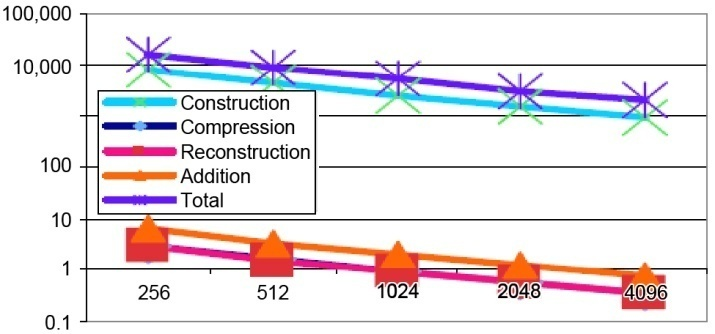 100,000
10,000
Construction
Compression
Reconstruction
100
Addition
Total
10
1
256 512 1024 2048 4096
0.1